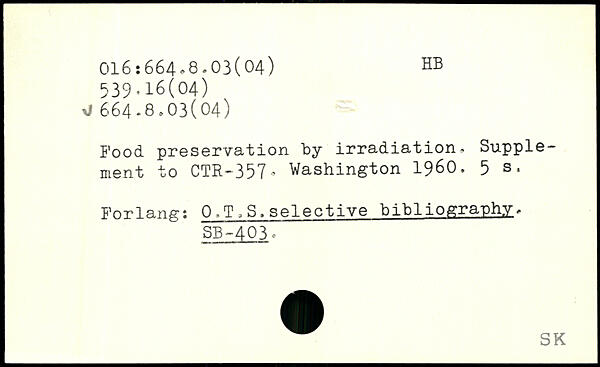 016:664.8.03(04) HB
539.16(04)
✓ 664.8.03(04)
Food preservation by irradiation. Supple-
ment to CTR-357. Washington 1960. 5 s.
Forlang: O.T.S.selective bibliography.
SB-403.
SK